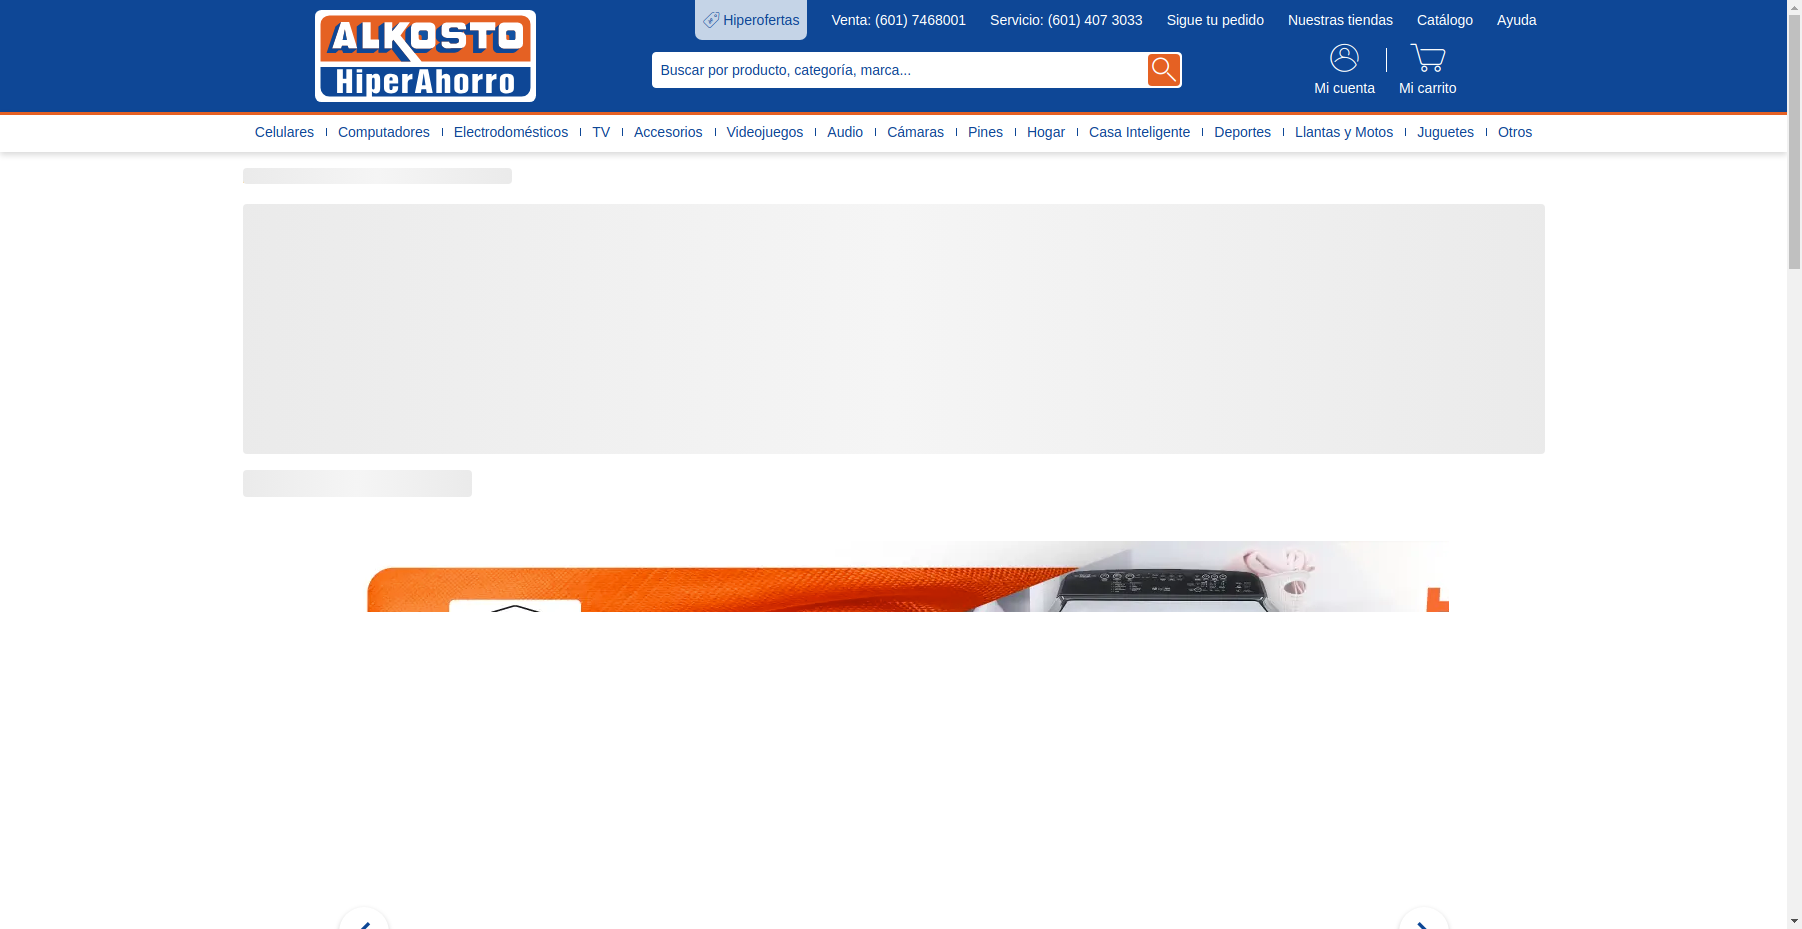 ALKOSTO
HiperAhorro
Hiperofertas
Venta: (601) 7468001
Servicio: (601) 407 3033
Sigue tu pedido
Nuestras tiendas
Catálogo
Ayuda
Buscar por producto, categoría, marca...
Mi cuenta
Mi carrito
Celulares
Computadores
Electrodomésticos
TV
Accesorios
Videojuegos
Audio
Cámaras
Pines
Hogar
Casa Inteligente
Deportes
Llantas y Motos
Juguetes
Otros